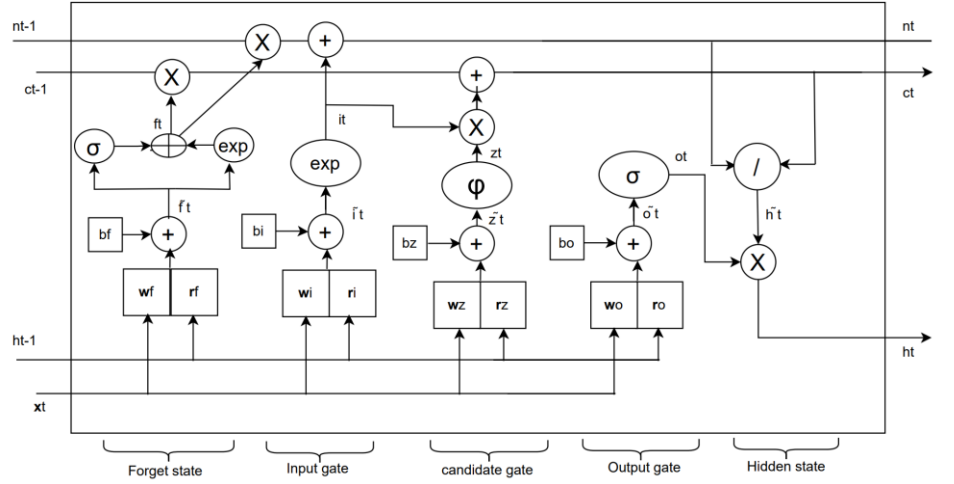 nt-1
nt
X
+
ct-1
X
+
ct
ft
it
X
σ
exp
exp
zt
φ
σ
ot
/
f̃ t
ĩ t
z̃ t
õ t
h̃ t
bf
+
bi
+
bz
+
bo
+
X
wf
rf
wi
ri
wz
rz
wo
ro
ht-1
ht
xt
Forget state
Input gate
candidate gate
Output gate
Hidden state